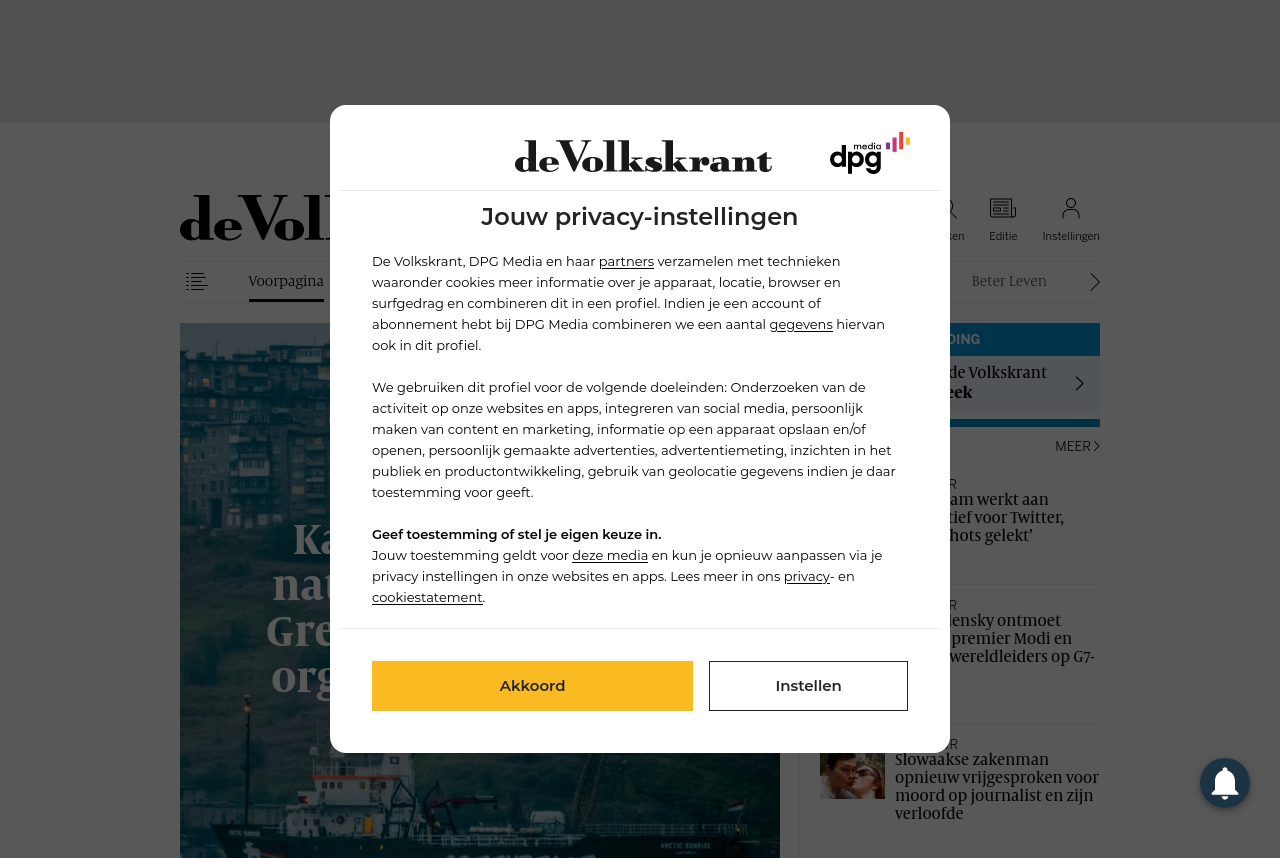 deVolkskrant
media
dpg
Jouw privacy-instellingen
De Volkskrant, DPG Media en haar partners verzamelen met technieken
waaronder cookies meer informatie over je apparaat, locatie, browser en
surfgedrag en combineren dit in een profiel. Indien je een account of
abonnement hebt bij DPG Media combineren we een aantal gegevens hiervan
ook in dit profiel.
We gebruiken dit profiel voor de volgende doeleinden: Onderzoeken van de
activiteit op onze websites en apps, integreren van social media, persoonlijk
maken van content en marketing, informatie op een apparaat opslaan en/of
openen, persoonlijk gemaakte advertenties, advertentiemeting, inzichten in het
publiek en productontwikkeling, gebruik van geolocatie gegevens indien je daar
toestemming voor geeft.
Geef toestemming of stel je eigen keuze in.
Jouw toestemming geldt voor deze media en kun je opnieuw aanpassen via je
privacy instellingen in onze websites en apps. Lees meer in ons privacy- en
cookiestatement.
Akkoord
Instellen
deVol
ken
Editie
Instellingen
Voorpagina
Beter Leven
DING
de Volkskrant
eek
MEER
R
am werkt aan
tief voor Twitter,
hots gelekt’
R
ensky ontmoet
premier Modi en
wereldleiders op G7-
R
Slowaakse zakenman
opnieuw vrijgesproken voor
moord op journalist en zijn
verloofde
Ka
nat
Gre
org
ARCTIC SUNRISE